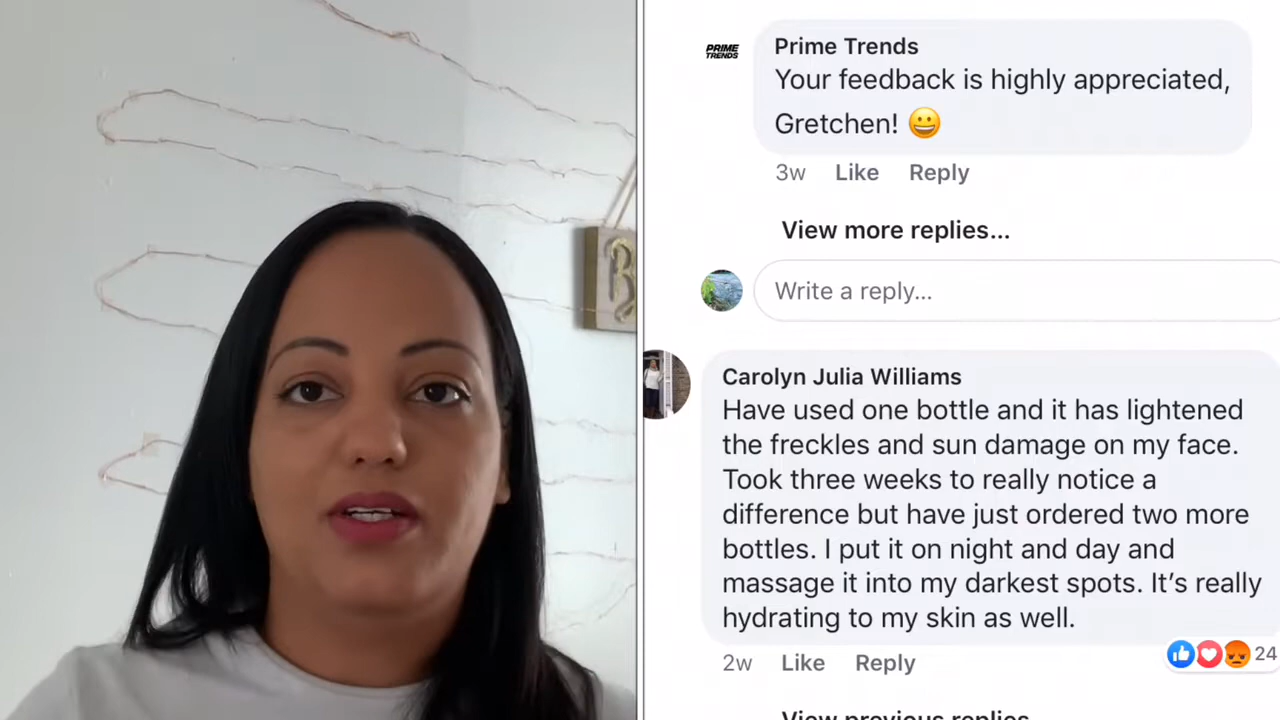 PRIME
TRENDS
Prime Trends
Your feedback is highly appreciated,
Gretchen! 😀
3w Like Reply
View more replies...
Write a reply...
Carolyn Julia Williams
Have used one bottle and it has lightened
the freckles and sun damage on my face.
Took three weeks to really notice a
difference but have just ordered two more
bottles. I put it on night and day and
massage it into my darkest spots. It’s really
hydrating to my skin as well.
2w Like Reply
24
View previous replies